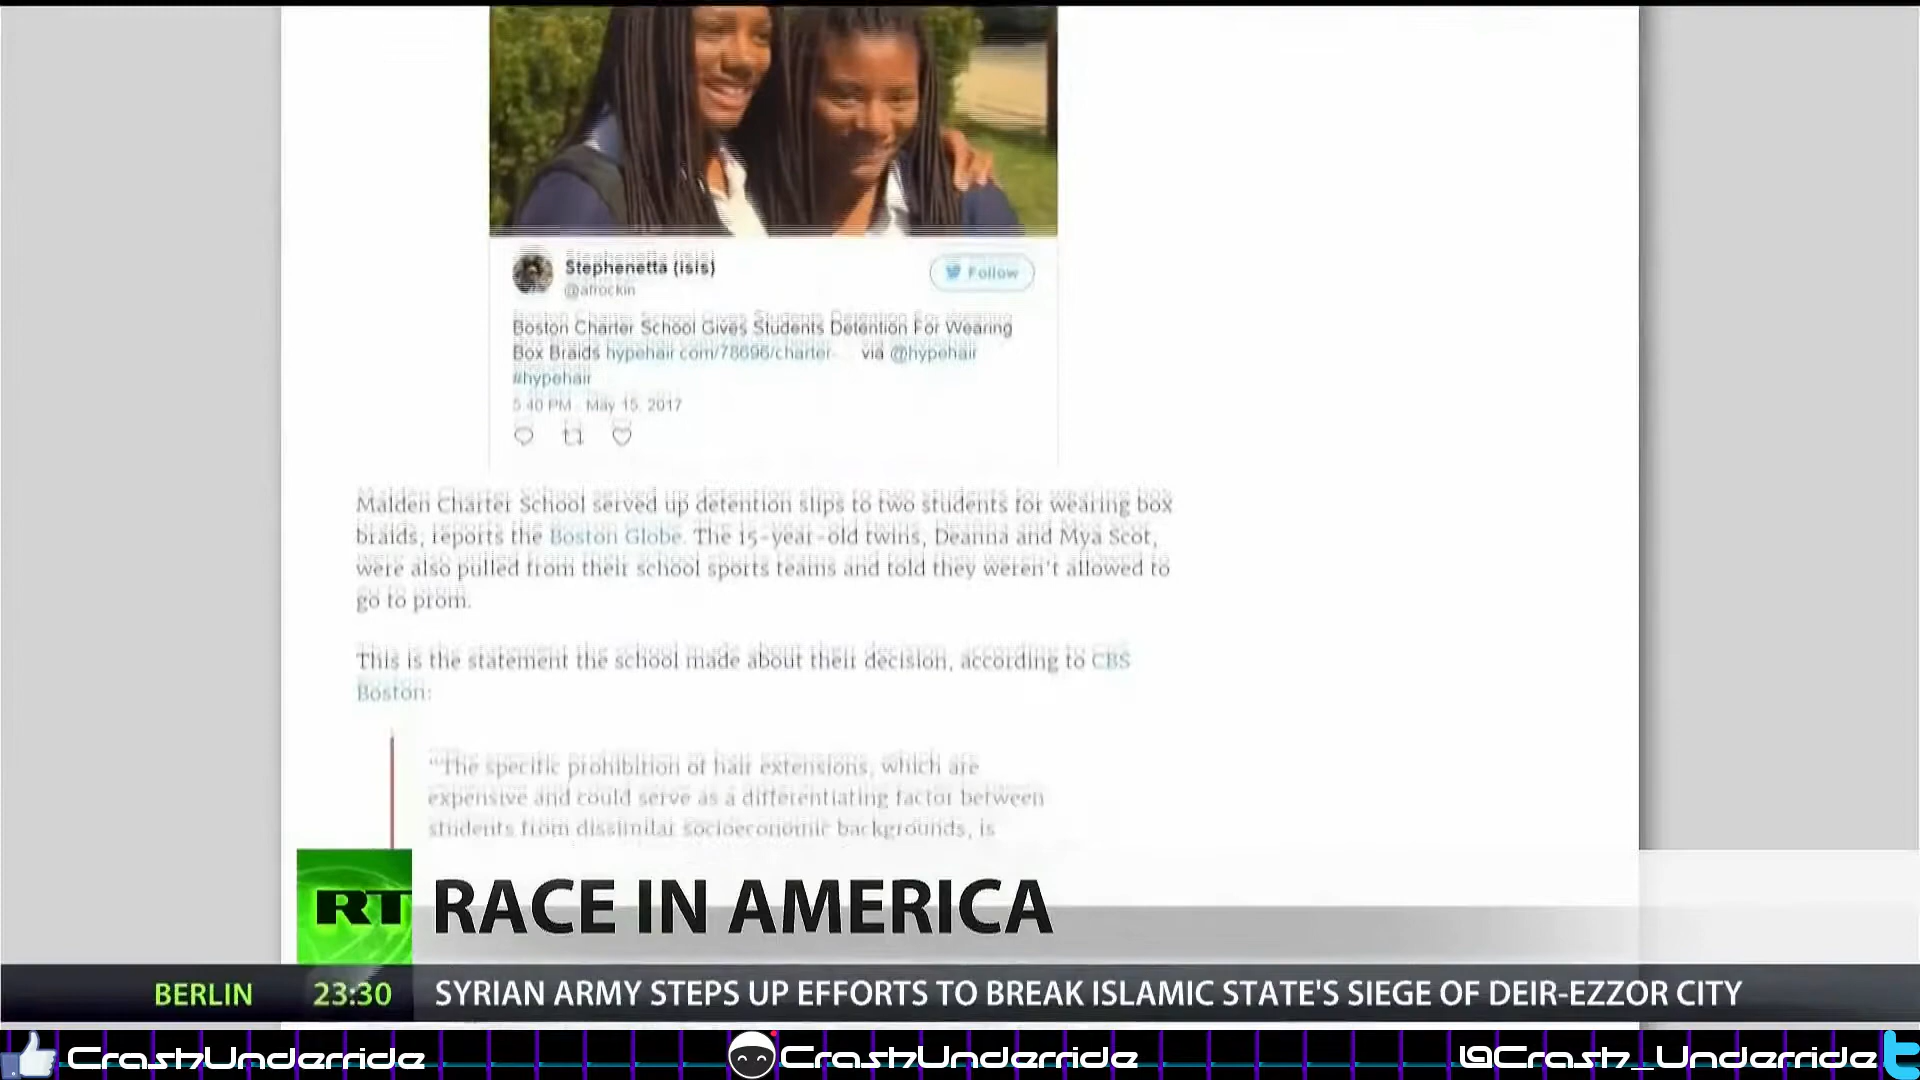 Stephenetta (isis)
Follow
@afrockin
Boston Charter School Gives Students Detention For Wearing
Box Braids hypehair.com/78696/charter- via @hypehair
#hypehair
5:40 PM - May 15, 2017
Malden Charter School served up detention slips to two students for wearing box
braids, reports the Boston Globe. The 15-year-old twins, Deanna and Mya Scot,
were also pulled from their school sports teams and told they weren't allowed to
go to prom.
This is the statement the school made about their decision, according to CBS
Boston:
"The specific prohibition of hair extensions, which are
expensive and could serve as a differentiating factor between
students from dissimilar socioeconomic backgrounds, is
RT RACE IN AMERICA
BERLIN 23:30 SYRIAN ARMY STEPS UP EFFORTS TO BREAK ISLAMIC STATE'S SIEGE OF DEIR-EZZOR CITY
CrashUnderride CrashUnderride @Crash_Underride